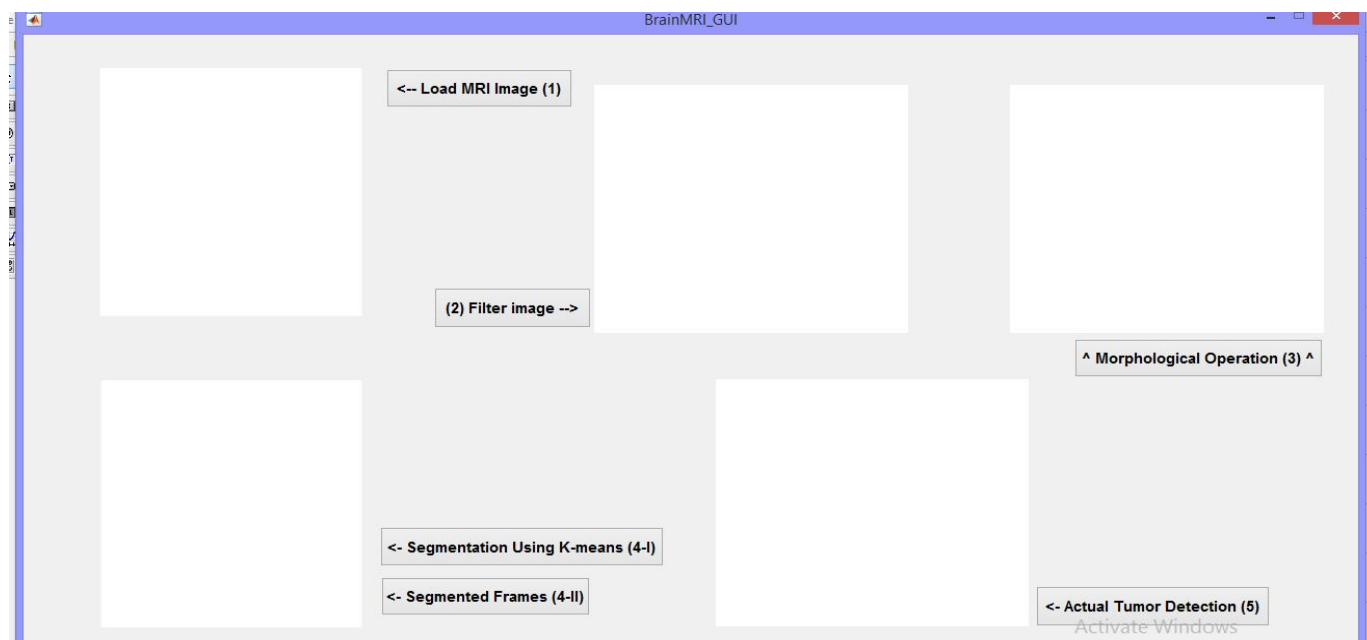 BrainMRI_GUI
<-- Load MRI Image (1)
(2) Filter image -->
^ Morphological Operation (3) ^
<- Segmentation Using K-means (4-I)
<- Segmented Frames (4-II)
<- Actual Tumor Detection (5)
Activate Windows